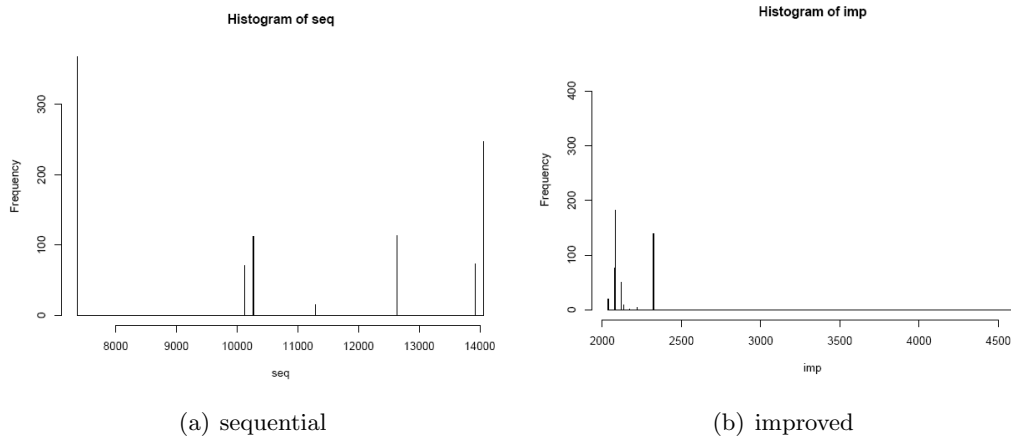 Histogram of seq
Frequency
0
100
200
300
8000 9000 10000 11000 12000 13000 14000
seq
(a) sequential
Histogram of imp
Frequency
0
100
200
300
400
2000 2500 3000 3500 4000 4500
imp
(b) improved